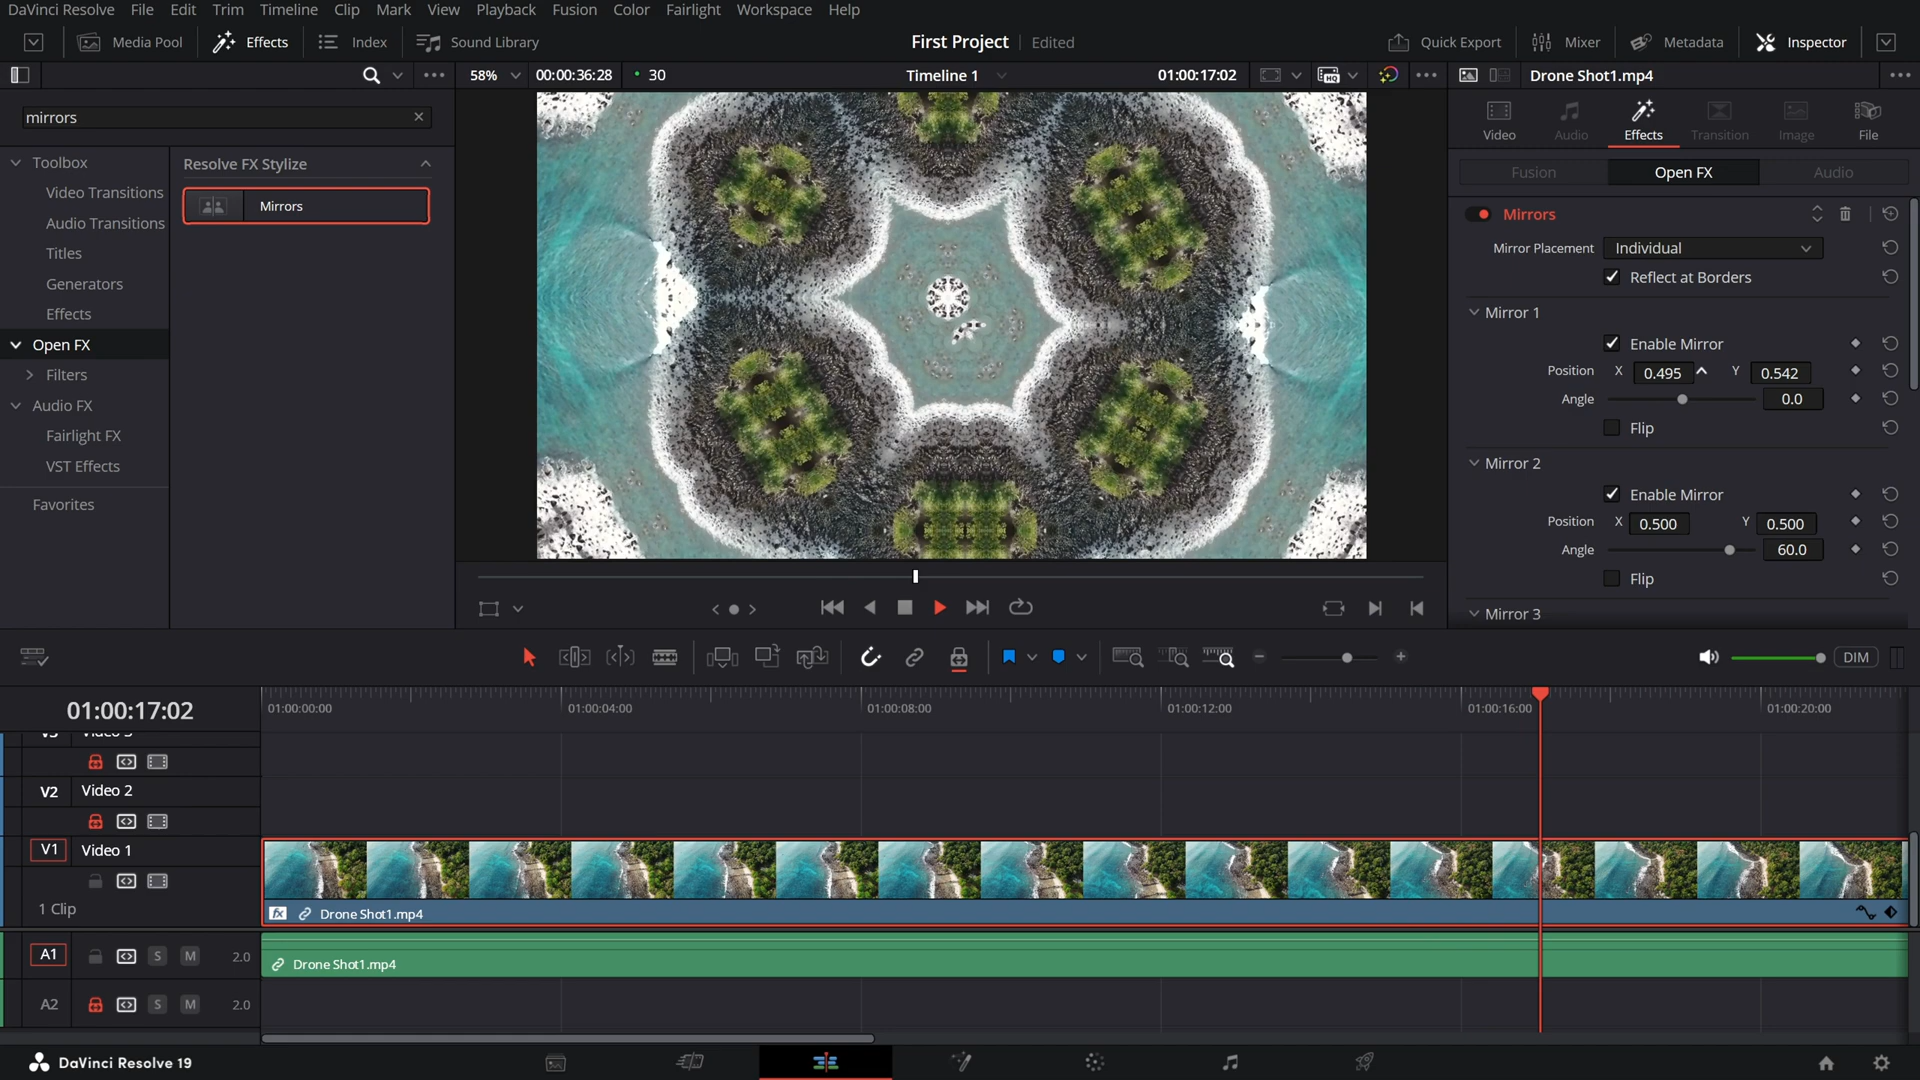 DaVinci Resolve File Edit Trim Timeline Clip Mark View Playback Fusion Color Fairlight Workspace Help
Media Pool Effects Index Sound Library First Project Edited Quick Export Mixer Metadata Inspector
58% 00:00:36:28 30 Timeline 1 01:00:17:02 HQ Drone Shot1.mp4
mirrors
Video Audio Effects Transition Image File
Toolbox
Video Transitions
Audio Transitions
Titles
Generators
Effects
Open FX
Filters
Audio FX
Fairlight FX
VST Effects
Favorites
Resolve FX Stylize
Mirrors
Fusion Open FX Audio
Mirrors
Mirror Placement Individual
Reflect at Borders
Mirror 1
Enable Mirror
Position X 0.495 Y 0.542
Angle 0.0
Flip
Mirror 2
Enable Mirror
Position X 0.500 Y 0.500
Angle 60.0
Flip
Mirror 3
DIM
01:00:17:02
01:00:00:00 01:00:04:00 01:00:08:00 01:00:12:00 01:00:16:00 01:00:20:00
V2 Video 2
V1 Video 1
1 Clip
fx Drone Shot1.mp4
A1 S M 2.0
Drone Shot1.mp4
A2 S M 2.0
DaVinci Resolve 19